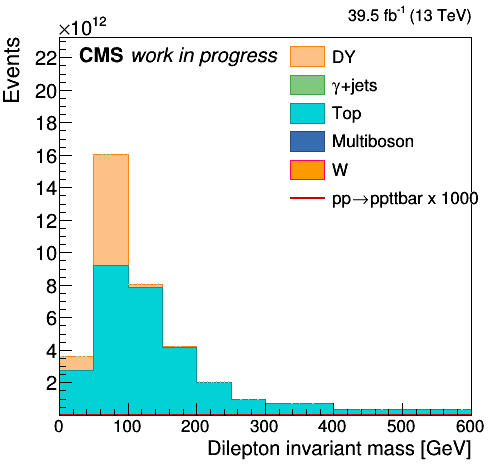 39.5 fb⁻¹ (13 TeV)
×10¹²
CMS work in progress
Events
22
20
18
16
14
12
10
8
6
4
2
DY
γ+jets
Top
Multiboson
W
pp→ppttbar x 1000
0 100 200 300 400 500 600
Dilepton invariant mass [GeV]